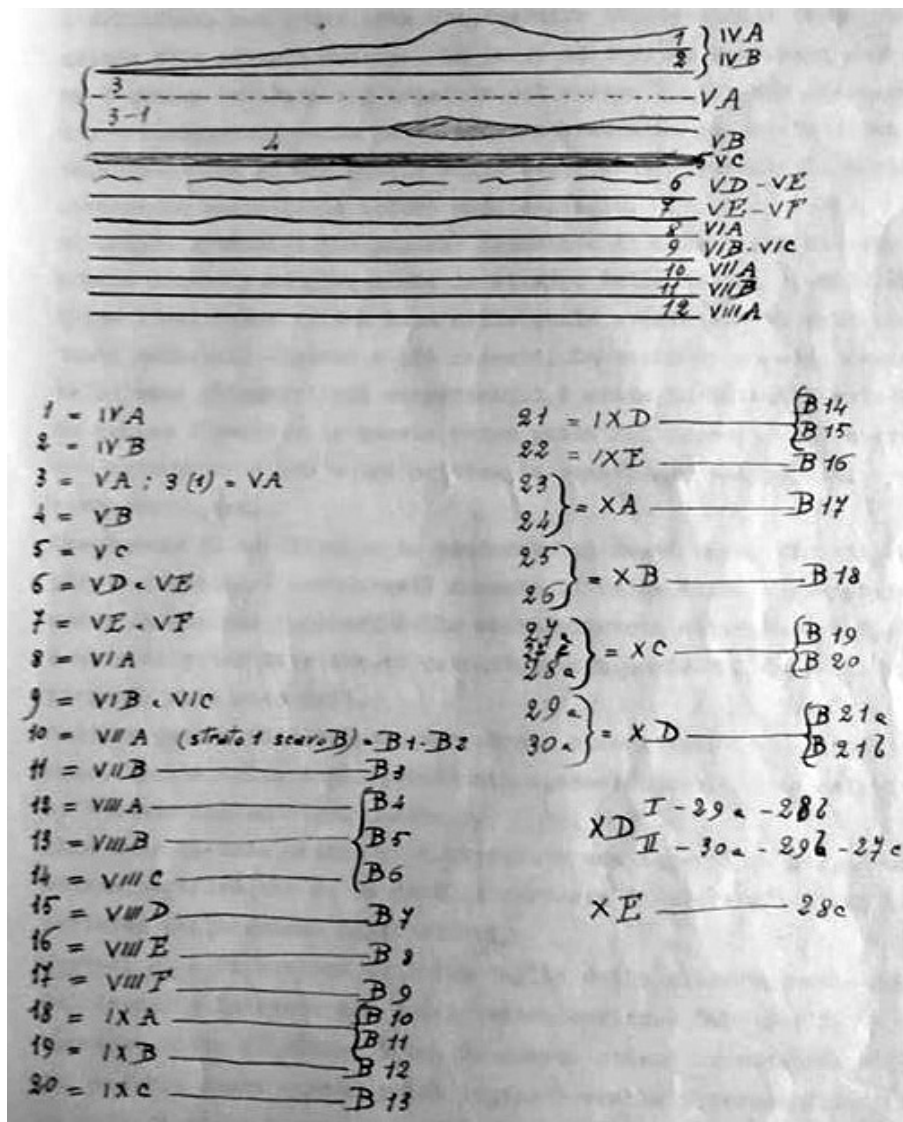 1 } IVA
2 } IVB
3
VA
3-1
4
VB
5 VC
6 VD-VE
7 VE-VF
8 VIA
9 VIB-VIC
10 VIIA
11 VIIB
12 VIIIA
1 = IVA
2 = IVB
3 = VA : 3(1) = VA
4 = VB
5 = VC
6 = VD e VE
7 = VE e VF
8 = VIA
9 = VIB e VIC
10 = VIIA (strato 1 scavo B) = B1-B2
11 = VIIB — B3
12 = VIIIA — B4
13 = VIIIB — B5
14 = VIIIC — B6
15 = VIIID — B7
16 = VIIIE — B8
17 = VIIIF — B9
18 = IXA — B10
B11
19 = IXB — B12
20 = IXC — B13
21 = IXD — B14
B15
22 = IXE — B16
23
24 } = XA — B17
25
26 } = XB — B18
27a
28a } = XC — B19
B20
29a
30a } = XD — B21a
B21b
XD I - 29a - 28b
II - 30a - 29b - 27c
XE — 28c